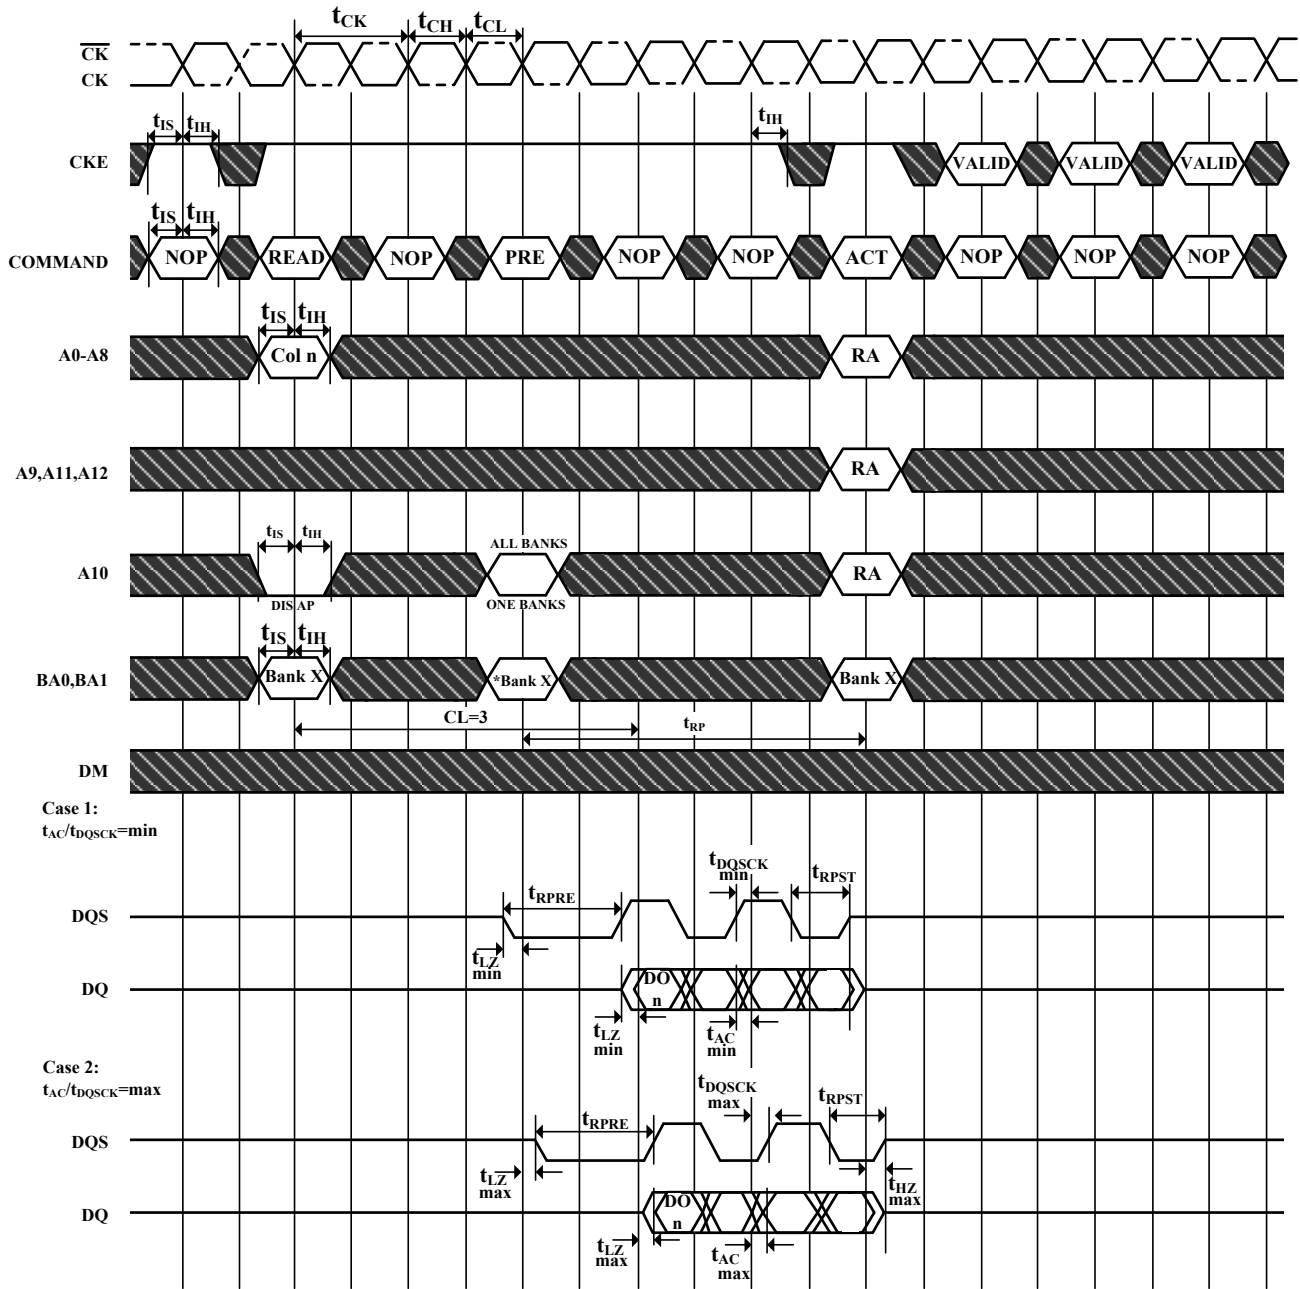 tCK tCH tCL
CK
CK
tIS tIH tIH
CKE VALID VALID VALID
tIS tIH
COMMAND NOP READ NOP PRE NOP NOP ACT NOP NOP NOP
tIS tIH
A0-A8 Col n RA
A9,A11,A12 RA
tIS tIH ALL BANKS
A10 RA
DIS AP ONE BANKS
tIS tIH
BA0,BA1 Bank X *Bank X Bank X
CL=3 tRP
DM
Case 1:
tAC/tDQSCK=min
tDQSCK
min
tRPST
tRPRE
DQS
tLZ
min
DQ DO
n
tLZ
min
tAC
min
Case 2:
tAC/tDQSCK=max
tDQSCK
max
tRPST
tRPRE
DQS
tLZ
max
tHZ
max
DQ DO
n
tLZ
max
tAC
max